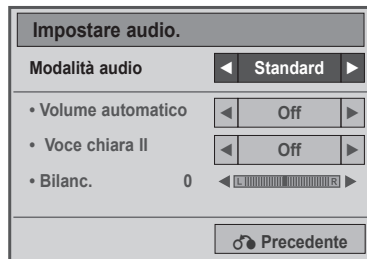 Impostare audio.
Modalità audio ◄ Standard ►
• Volume automatico ◄ Off ►
• Voce chiara II ◄ Off ►
• Bilanc. 0 ◄ L R ►
Precedente